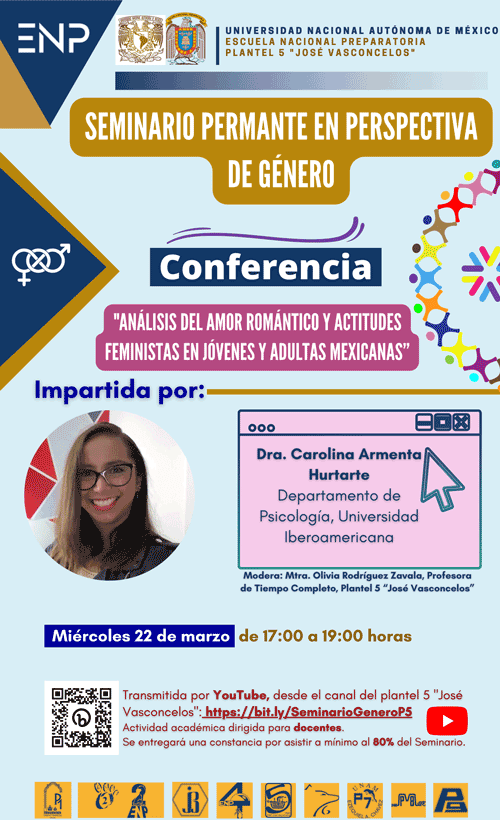 ENP
UNIVERSIDAD NACIONAL AUTÓNOMA DE MÉXICO
ESCUELA NACIONAL PREPARATORIA
PLANTEL 5 "JOSÉ VASCONCELOS"
SEMINARIO PERMANTE EN PERSPECTIVA
DE GÉNERO
Conferencia
"ANÁLISIS DEL AMOR ROMÁNTICO Y ACTITUDES
FEMINISTAS EN JÓVENES Y ADULTAS MEXICANAS”
Impartida por:
Dra. Carolina Armenta
Hurtarte
Departamento de
Psicología, Universidad
Iberoamericana
Modera: Mtra. Olivia Rodríguez Zavala, Profesora
de Tiempo Completo, Plantel 5 “José Vasconcelos”
Miércoles 22 de marzo de 17:00 a 19:00 horas
Transmitida por YouTube, desde el canal del plantel 5 "José
Vasconcelos": https://bit.ly/SeminarioGeneroP5
Actividad académica dirigida para docentes.
Se entregará una constancia por asistir a mínimo al 80% del Seminario.